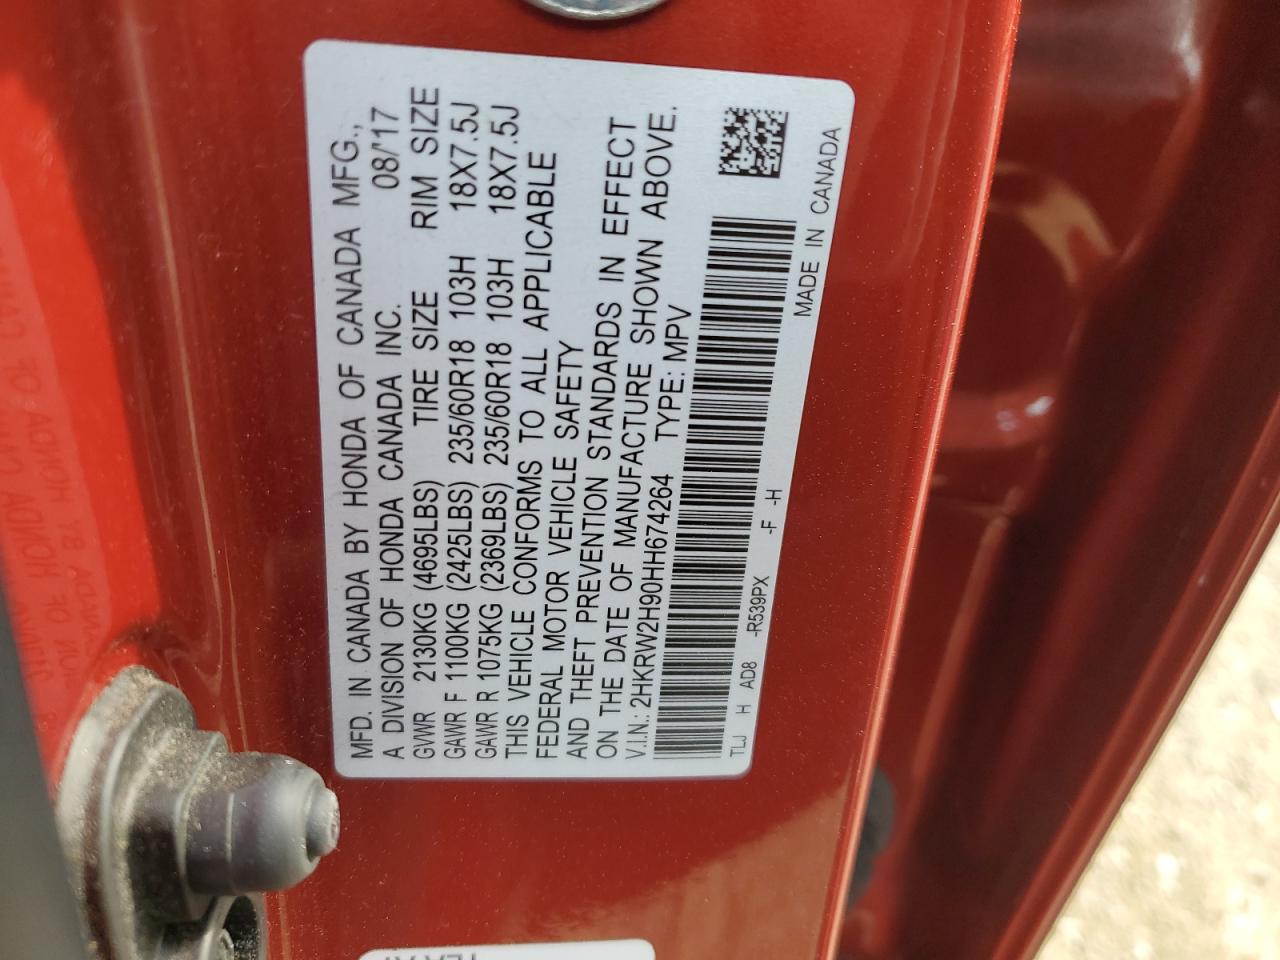 MFD. IN CANADA BY HONDA OF CANADA MFG.,
A DIVISION OF HONDA CANADA INC. 08/'17
GVWR 2130KG (4695LBS) TIRE SIZE RIM SIZE
GAWR F 1100KG (2425LBS) 235/60R18 103H 18X7.5J
GAWR R 1075KG (2369LBS) 235/60R18 103H 18X7.5J
THIS VEHICLE CONFORMS TO ALL APPLICABLE
FEDERAL MOTOR VEHICLE SAFETY
AND THEFT PREVENTION STANDARDS IN EFFECT
ON THE DATE OF MANUFACTURE SHOWN ABOVE.
V.I.N.: 2HKRW2H90HH674264 TYPE: MPV
TLJ H AD8 -R539PX -F -H
MADE IN CANADA